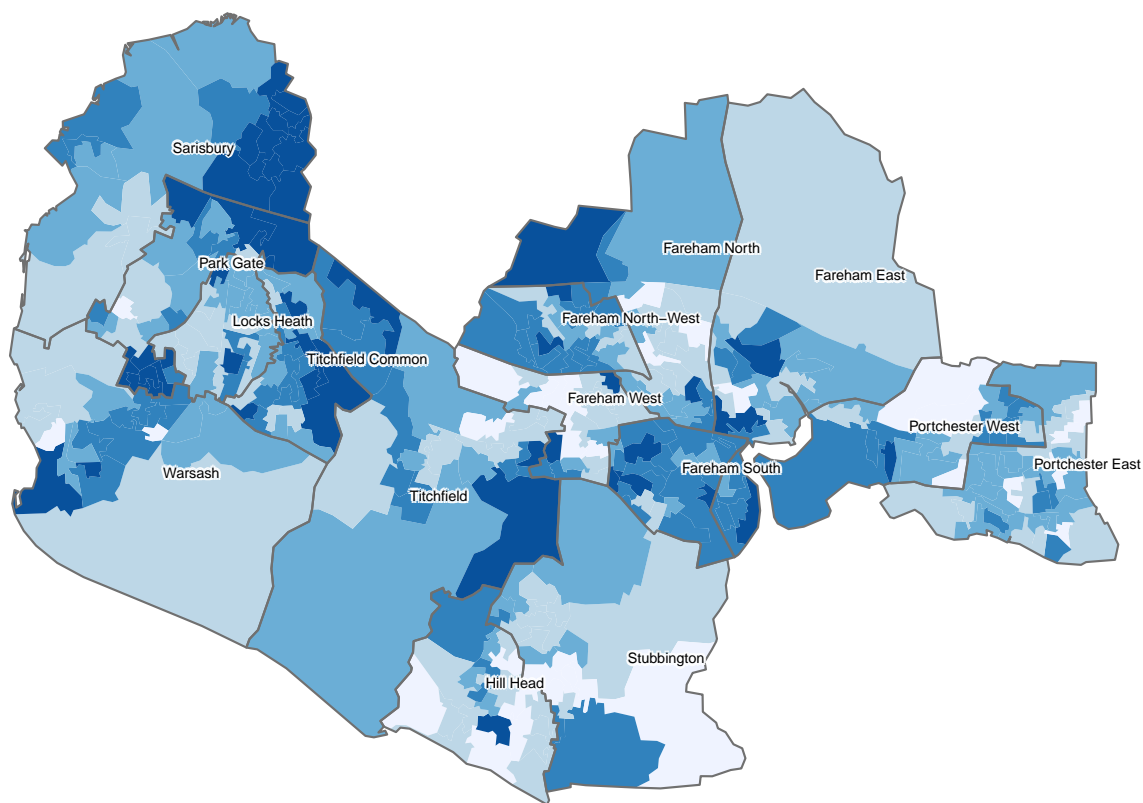 Sarisbury
Fareham North
Park Gate
Fareham East
Locks Heath
Fareham North−West
Titchfield Common
Fareham West
Portchester West
Portchester East
Fareham South
Warsash
Titchfield
Stubbington
Hill Head